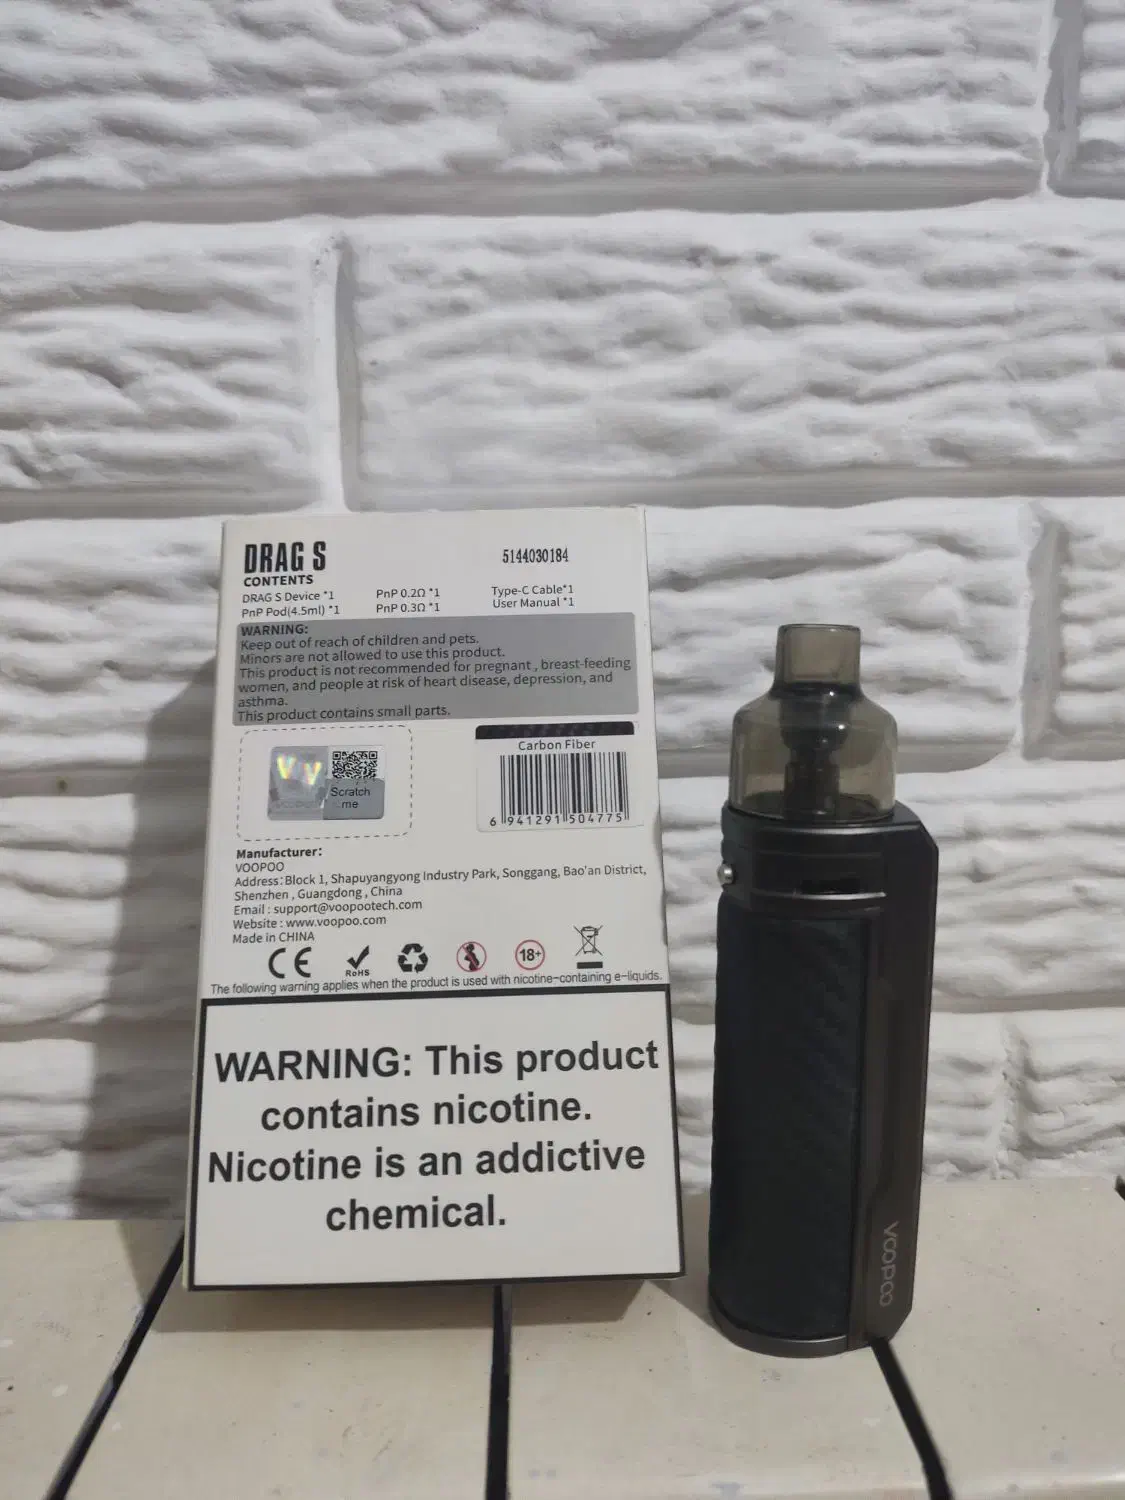 DRAG S
5144030184
CONTENTS
DRAG S Device *1 PnP 0.2Ω *1 Type-C Cable*1
PnP Pod(4.5ml) *1 PnP 0.3Ω *1 User Manual *1
WARNING:
Keep out of reach of children and pets.
Minors are not allowed to use this product.
This product is not recommended for pregnant , breast-feeding
women, and people at risk of heart disease, depression, and
asthma.
This product contains small parts.
VOOPOO
Scratch
me
Carbon Fiber
6 941291 504775
Manufacturer:
VOOPOO
Address: Block 1, Shapuyangyong Industry Park, Songgang, Bao'an District,
Shenzhen , Guangdong , China
Email : support@voopootech.com
Website : www.voopoo.com
Made in CHINA
CE
RoHS
18+
The following warning applies when the product is used with nicotine-containing e-liquids.
WARNING: This product
contains nicotine.
Nicotine is an addictive
chemical.
VOOPOO